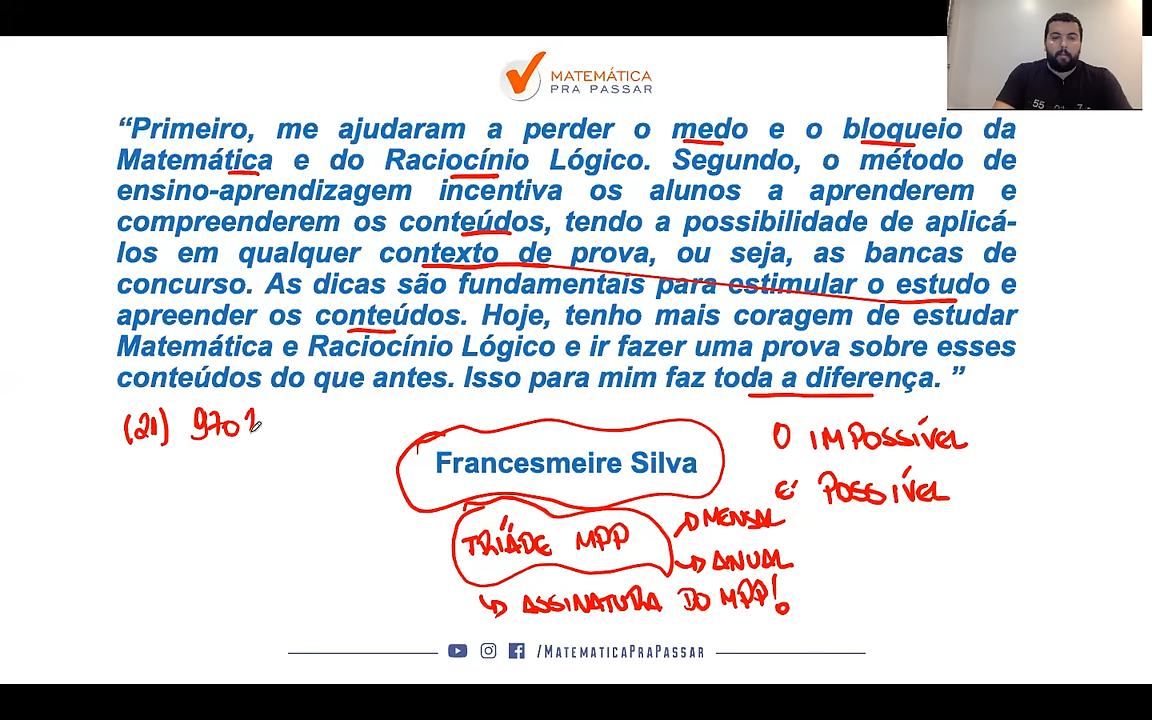 MATEMÁTICA
PRA PASSAR
“Primeiro, me ajudaram a perder o medo e o bloqueio da
Matemática e do Raciocínio Lógico. Segundo, o método de
ensino-aprendizagem incentiva os alunos a aprenderem e
compreenderem os conteúdos, tendo a possibilidade de aplicá-
los em qualquer contexto de prova, ou seja, as bancas de
concurso. As dicas são fundamentais para estimular o estudo e
apreender os conteúdos. Hoje, tenho mais coragem de estudar
Matemática e Raciocínio Lógico e ir fazer uma prova sobre esses
conteúdos do que antes. Isso para mim faz toda a diferença. ”
(21) 970
O IMPOSSÍVEL
Francesmeire Silva
É POSSÍVEL
MENSAL
TRÍADE MPP
ANUAL
ASSINATURA DO MPP!
/MATEMATICAPRAPASSAR